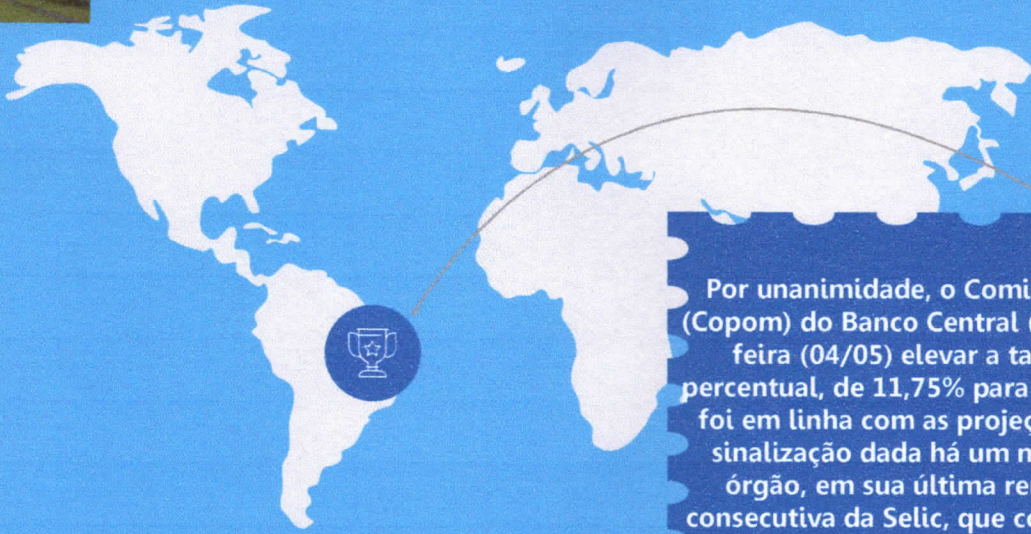 Por unanimidade, o Comi
(Copom) do Banco Central
feira (04/05) elevar a ta
percentual, de 11,75% para
foi em linha com as projeç
sinalização dada há um
órgão, em sua última re
consecutiva da Selic, que